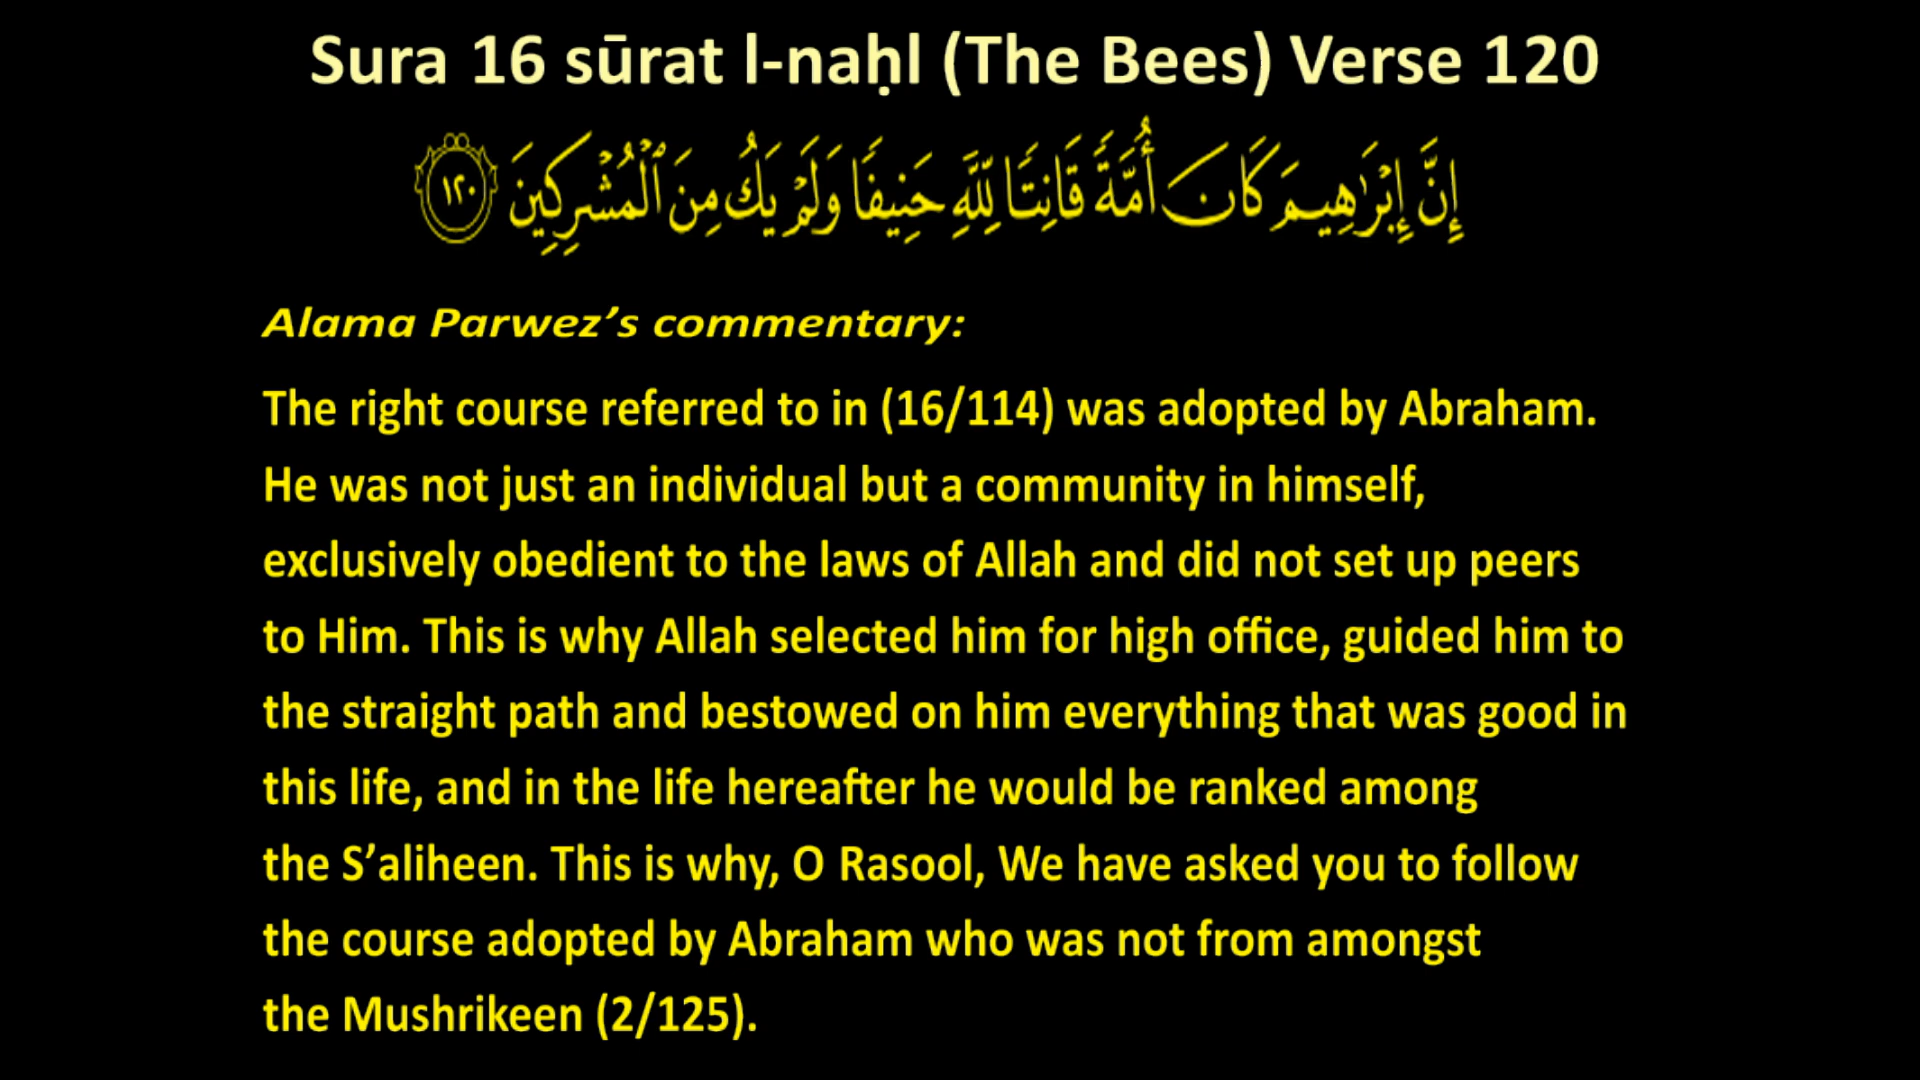 Sura 16 sūrat l-naḥl (The Bees) Verse 120
إِنَّ إِبْرَٰهِيمَ كَانَ أُمَّةً قَانِتًا لِّلَّهِ حَنِيفًا وَلَمْ يَكُ مِنَ ٱلْمُشْرِكِينَ ١٢٠
Alama Parwez’s commentary:
The right course referred to in (16/114) was adopted by Abraham.
He was not just an individual but a community in himself,
exclusively obedient to the laws of Allah and did not set up peers
to Him. This is why Allah selected him for high office, guided him to
the straight path and bestowed on him everything that was good in
this life, and in the life hereafter he would be ranked among
the S’aliheen. This is why, O Rasool, We have asked you to follow
the course adopted by Abraham who was not from amongst
the Mushrikeen (2/125).